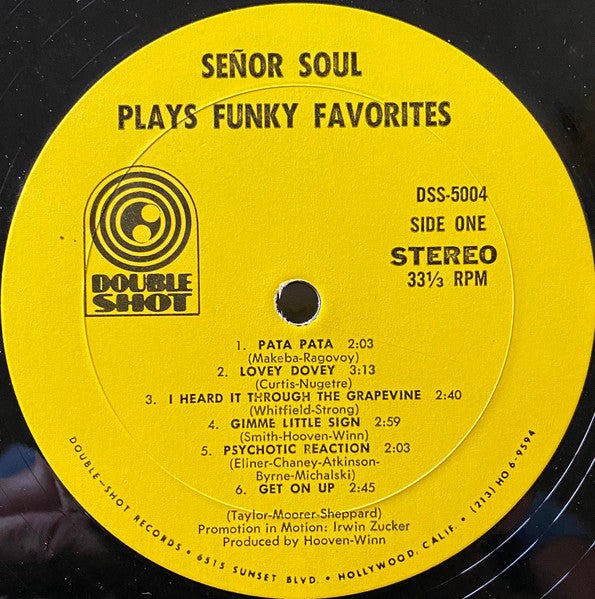 SEÑOR SOUL
PLAYS FUNKY FAVORITES
DOUBLE
SHOT
DSS-5004
SIDE ONE
STEREO
33⅓ RPM
1. PATA PATA 2:03
(Makeba-Ragovoy)
2. LOVEY DOVEY 3:13
(Curtis-Nugetre)
3. I HEARD IT THROUGH THE GRAPEVINE 2:40
(Whitfield-Strong)
4. GIMME LITTLE SIGN 2:59
(Smith-Hooven-Winn)
5. PSYCHOTIC REACTION 2:03
(Ellner-Chaney-Atkinson-
Byrne-Michalski)
6. GET ON UP 2:45
(Taylor-Moorer Sheppard)
Promotion in Motion: Irwin Zucker
Produced by Hooven-Winn
DOUBLE-SHOT RECORDS • 6515 SUNSET BLVD. • HOLLYWOOD, CALIF. • (213) HO 6-9594